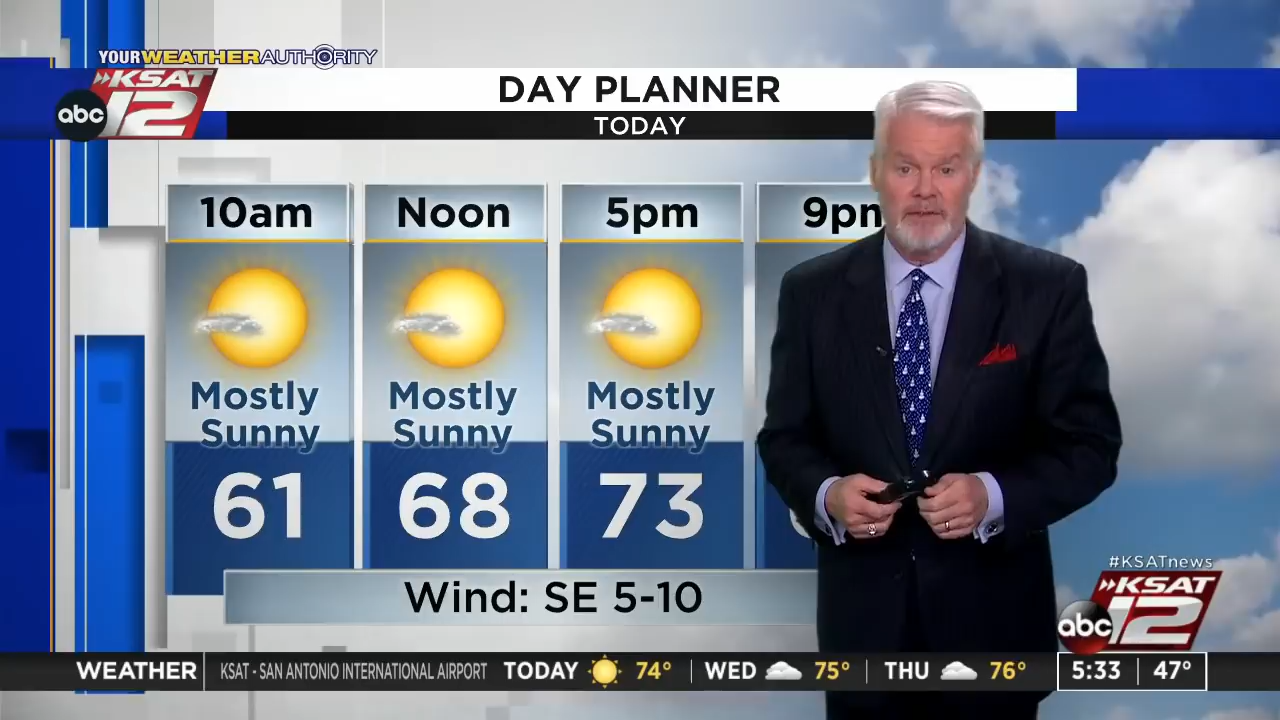 YOURWEATHERAUTHORITY
KSAT
abc 12
DAY PLANNER
TODAY
10am Noon 5pm
Mostly Sunny Mostly Sunny Mostly Sunny
61 68 73
Wind: SE 5-10
#KSATnews
KSAT
abc 12
WEATHER KSAT - SAN ANTONIO INTERNATIONAL AIRPORT TODAY 74° WED 75° THU 76° 5:33 47°